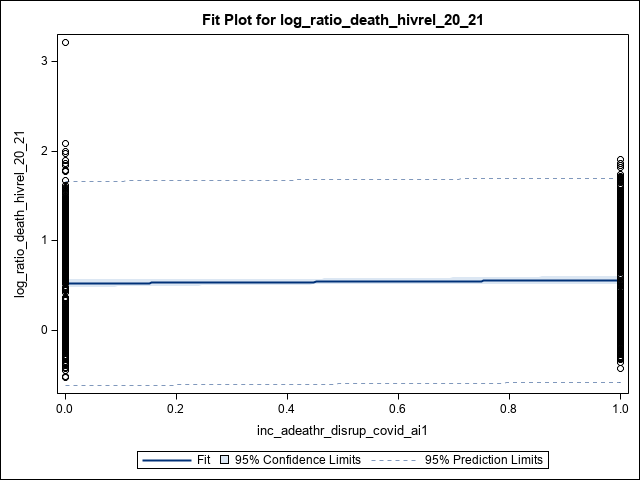 Fit Plot for log_ratio_death_hivrel_20_21
log_ratio_death_hivrel_20_21
3
2
1
0
0.0 0.2 0.4 0.6 0.8 1.0
inc_adeathr_disrup_covid_ai1
Fit 95% Confidence Limits 95% Prediction Limits